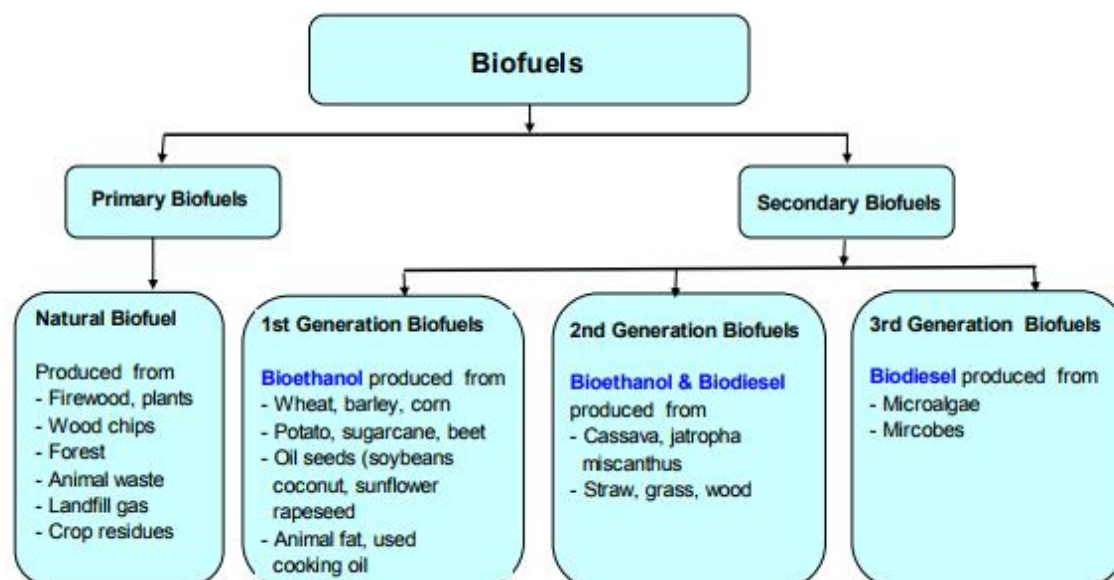 Biofuels
Primary Biofuels
Secondary Biofuels
Natural Biofuel
Produced from
- Firewood, plants
- Wood chips
- Forest
- Animal waste
- Landfill gas
- Crop residues
1st Generation Biofuels
Bioethanol produced from
- Wheat, barley, corn
- Potato, sugarcane, beet
- Oil seeds (soybeans
coconut, sunflower
rapeseed
- Animal fat, used
cooking oil
2nd Generation Biofuels
Bioethanol & Biodiesel
produced from
- Cassava, jatropha
miscanthus
- Straw, grass, wood
3rd Generation Biofuels
Biodiesel produced from
- Microalgae
- Mircobes